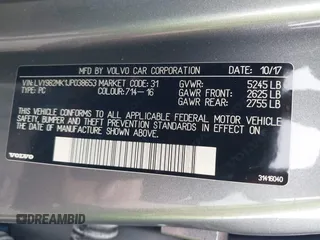 MFD BY VOLVO CAR CORPORATION 10/17
VIN:LVY982MK1JP038653 MARKET CODE: 31 GVWR: 5245 LB
TYPE: PC COLOUR:714-16 GAWR FRONT: 2625 LB
GAWR REAR: 2755 LB
THIS VEHICLE CONFORMS TO ALL APPLICABLE FEDERAL MOTOR VEHICLE
SAFETY, BUMPER AND THEFT PREVENTION STANDARDS IN
EFFECT ON THE DATE OF MANUFACTURE SHOWN ABOVE.
VOLVO 31416040
DREAMBID